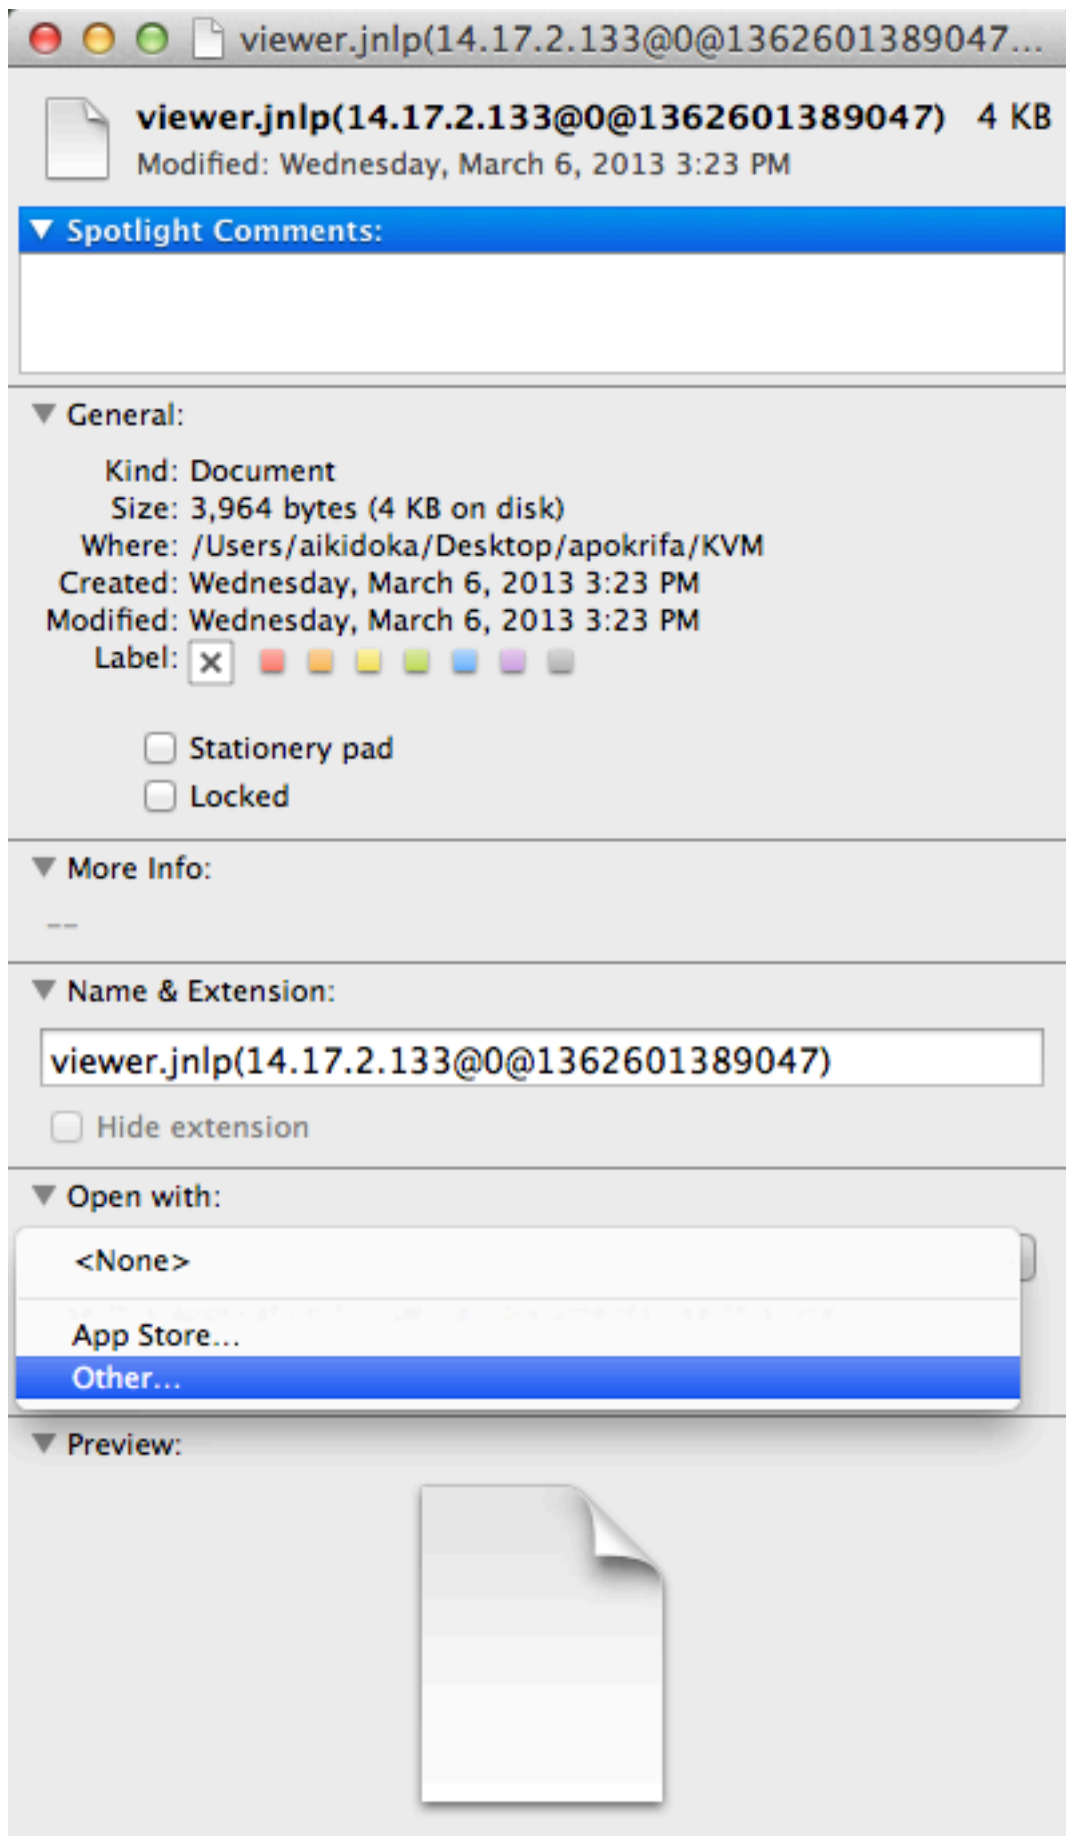 viewer.jnlp(14.17.2.133@0@1362601389047...
viewer.jnlp(14.17.2.133@0@1362601389047) 4 KB
Modified: Wednesday, March 6, 2013 3:23 PM
Spotlight Comments:
General:
Kind: Document
Size: 3,964 bytes (4 KB on disk)
Where: /Users/aikidoka/Desktop/apokrifa/KVM
Created: Wednesday, March 6, 2013 3:23 PM
Modified: Wednesday, March 6, 2013 3:23 PM
Label:
Stationery pad
Locked
More Info:
--
Name & Extension:
viewer.jnlp(14.17.2.133@0@1362601389047)
Hide extension
Open with:
<None>
App Store...
Other...
Preview: